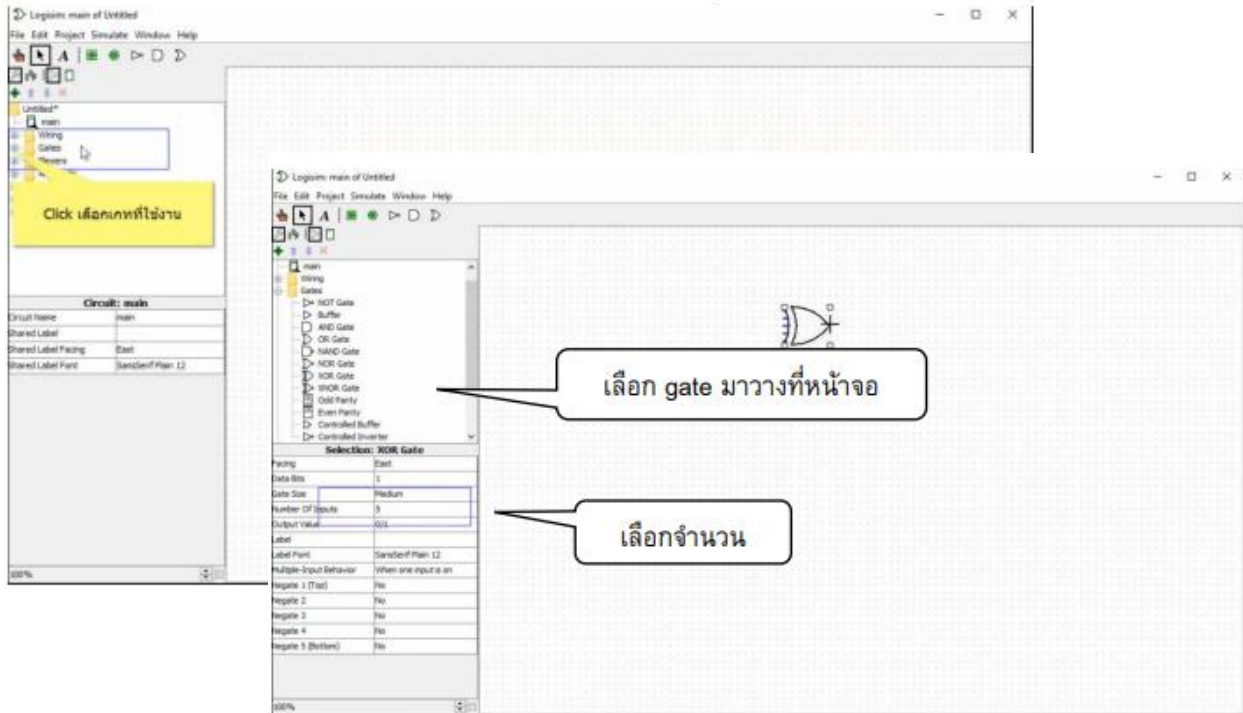 Logisim: main of Untitled
File Edit Project Simulate Window Help
A
Untitled*
main
Wiring
Gates
Plexers
Click เลือกเกทที่ใช้งาน
Circuit: main
Circuit Name main
Shared Label
Shared Label Facing East
Shared Label Font SansSerif Plain 12
100%
Logisim: main of Untitled
File Edit Project Simulate Window Help
A
main
Wiring
Gates
NOT Gate
Buffer
AND Gate
OR Gate
NAND Gate
NOR Gate
XOR Gate
XNOR Gate
Odd Parity
Even Parity
Controlled Buffer
Controlled Inverter
เลือก gate มาวางที่หน้าจอ
Selection: XOR Gate
Facing East
Data Bits 1
Gate Size Medium
Number Of Inputs 5
Output Value 0/1
Label
Label Font SansSerif Plain 12
Multiple-Input Behavior When one input is on
Negate 1 (Top) No
Negate 2 No
Negate 3 No
Negate 4 No
Negate 5 (Bottom) No
เลือกจำนวน
100%